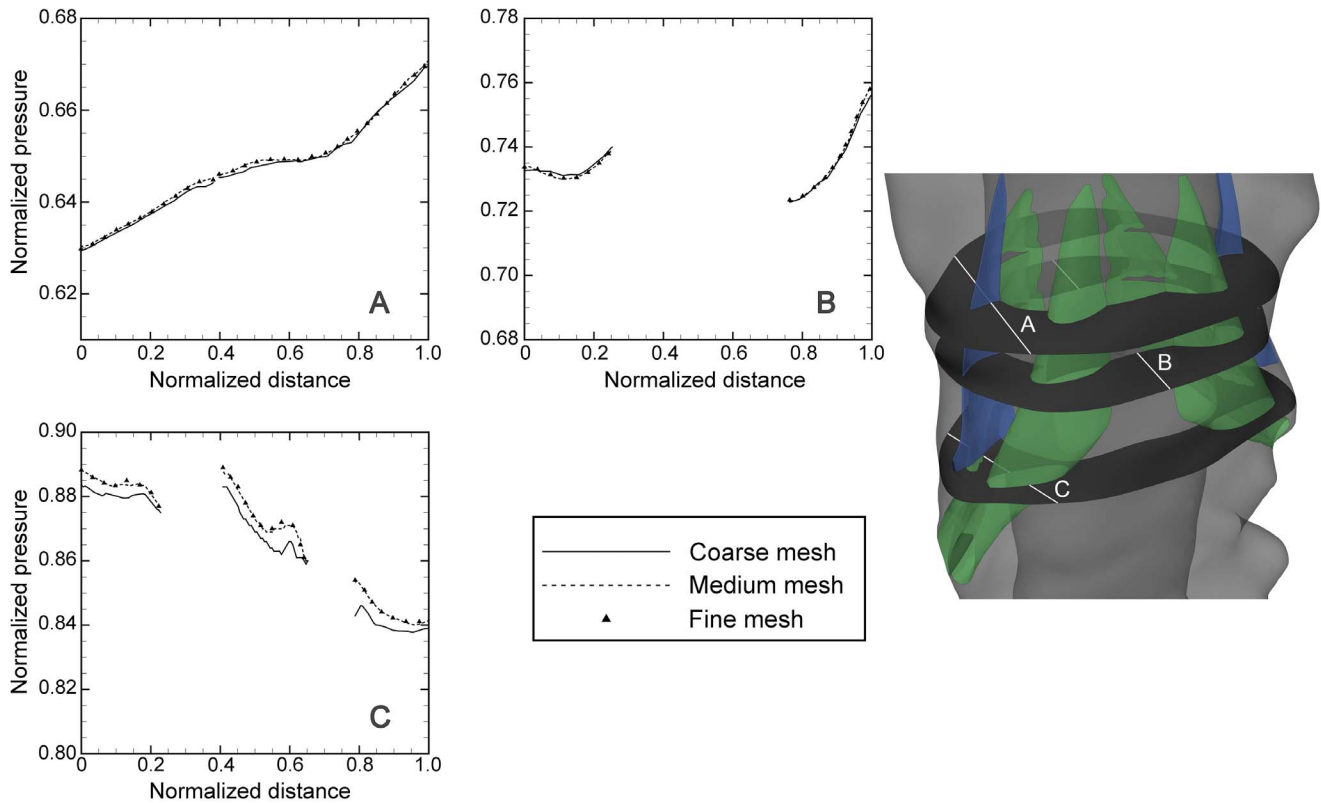 0.68
0.66
0.64
0.62
Normalized pressure
0 0.2 0.4 0.6 0.8 1.0
Normalized distance
A
0.78
0.76
0.74
0.72
0.70
0.68
Normalized pressure
0 0.2 0.4 0.6 0.8 1.0
Normalized distance
B
A
B
C
0.90
0.88
0.86
0.84
0.82
0.80
Normalized pressure
0 0.2 0.4 0.6 0.8 1.0
Normalized distance
C
Coarse mesh
Medium mesh
Fine mesh